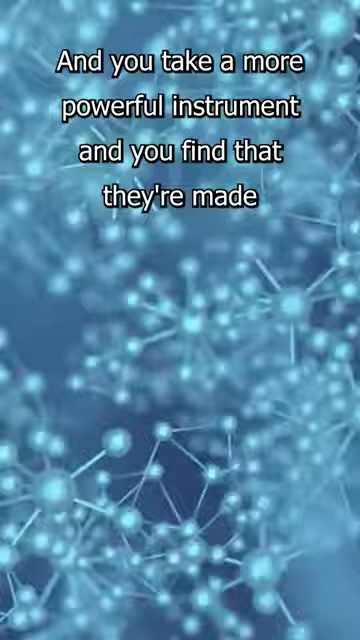 And you take a more
powerful instrument
and you find that
they're made